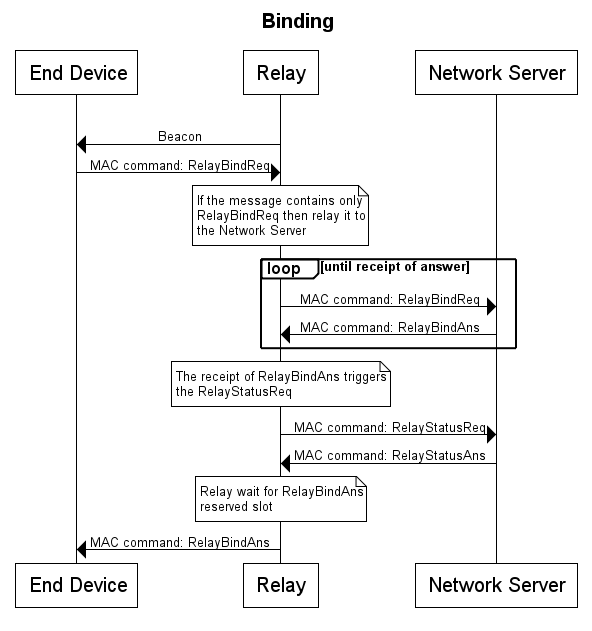 Binding
End Device
Relay
Network Server
Beacon
MAC command: RelayBindReq
If the message contains only
RelayBindReq then relay it to
the Network Server
loop
[until receipt of answer]
MAC command: RelayBindReq
MAC command: RelayBindAns
The receipt of RelayBindAns triggers
the RelayStatusReq
MAC command: RelayStatusReq
MAC command: RelayStatusAns
Relay wait for RelayBindAns
reserved slot
MAC command: RelayBindAns
End Device
Relay
Network Server